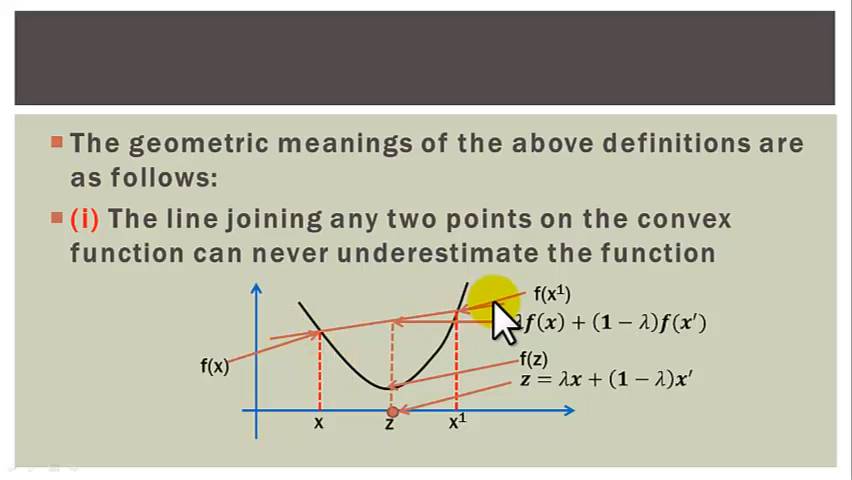 The geometric meanings of the above definitions are
as follows:
(i) The line joining any two points on the convex
function can never underestimate the function
f(x¹)
λf(x) + (1 − λ)f(x′)
f(x)
f(z)
z = λx + (1 − λ)x′
x z x¹